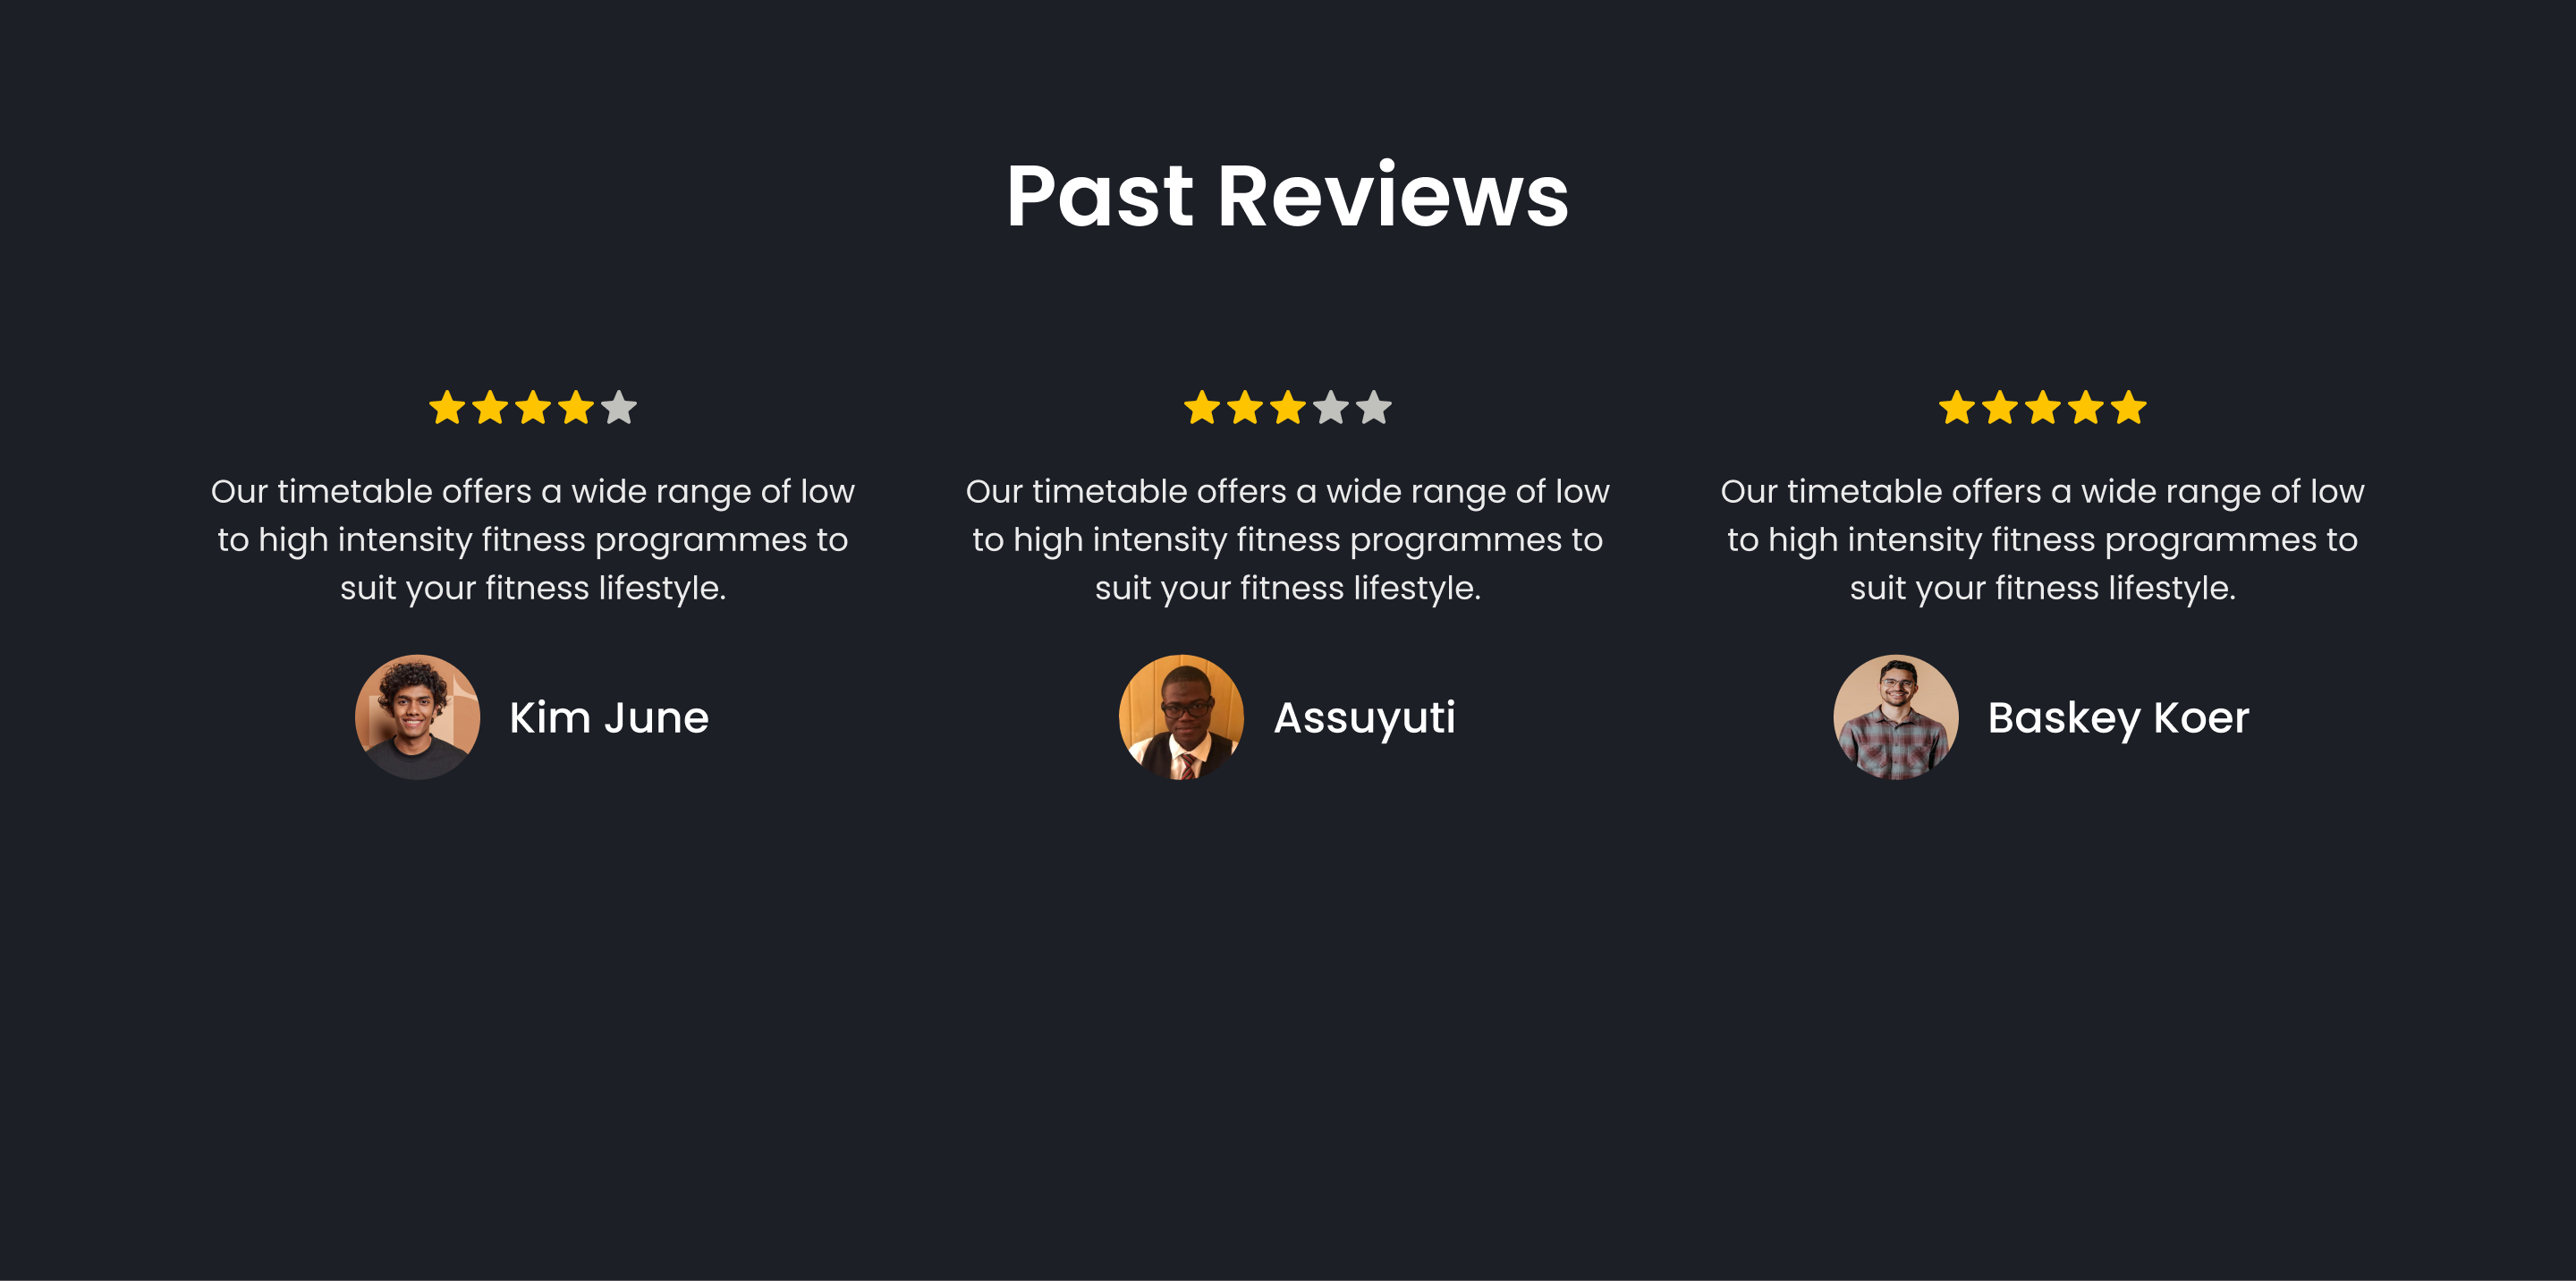 Past Reviews
Our timetable offers a wide range of low
to high intensity fitness programmes to
suit your fitness lifestyle.
Kim June
Our timetable offers a wide range of low
to high intensity fitness programmes to
suit your fitness lifestyle.
Assuyuti
Our timetable offers a wide range of low
to high intensity fitness programmes to
suit your fitness lifestyle.
Baskey Koer